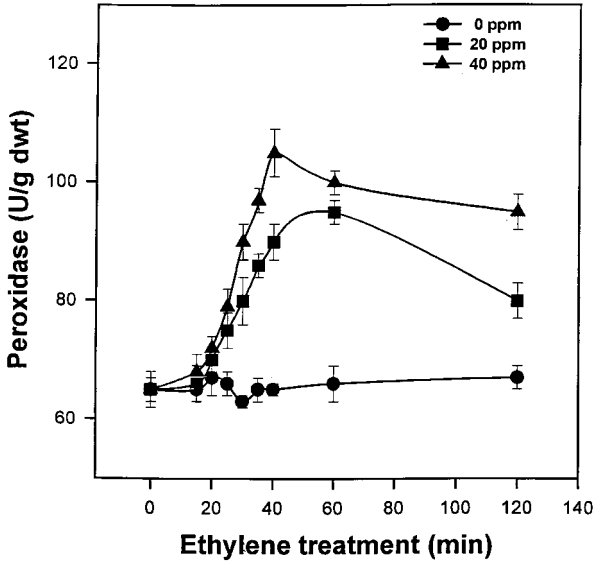 0 ppm
20 ppm
40 ppm
120
100
80
60
Peroxidase (U/g dwt)
0 20 40 60 80 100 120 140
Ethylene treatment (min)